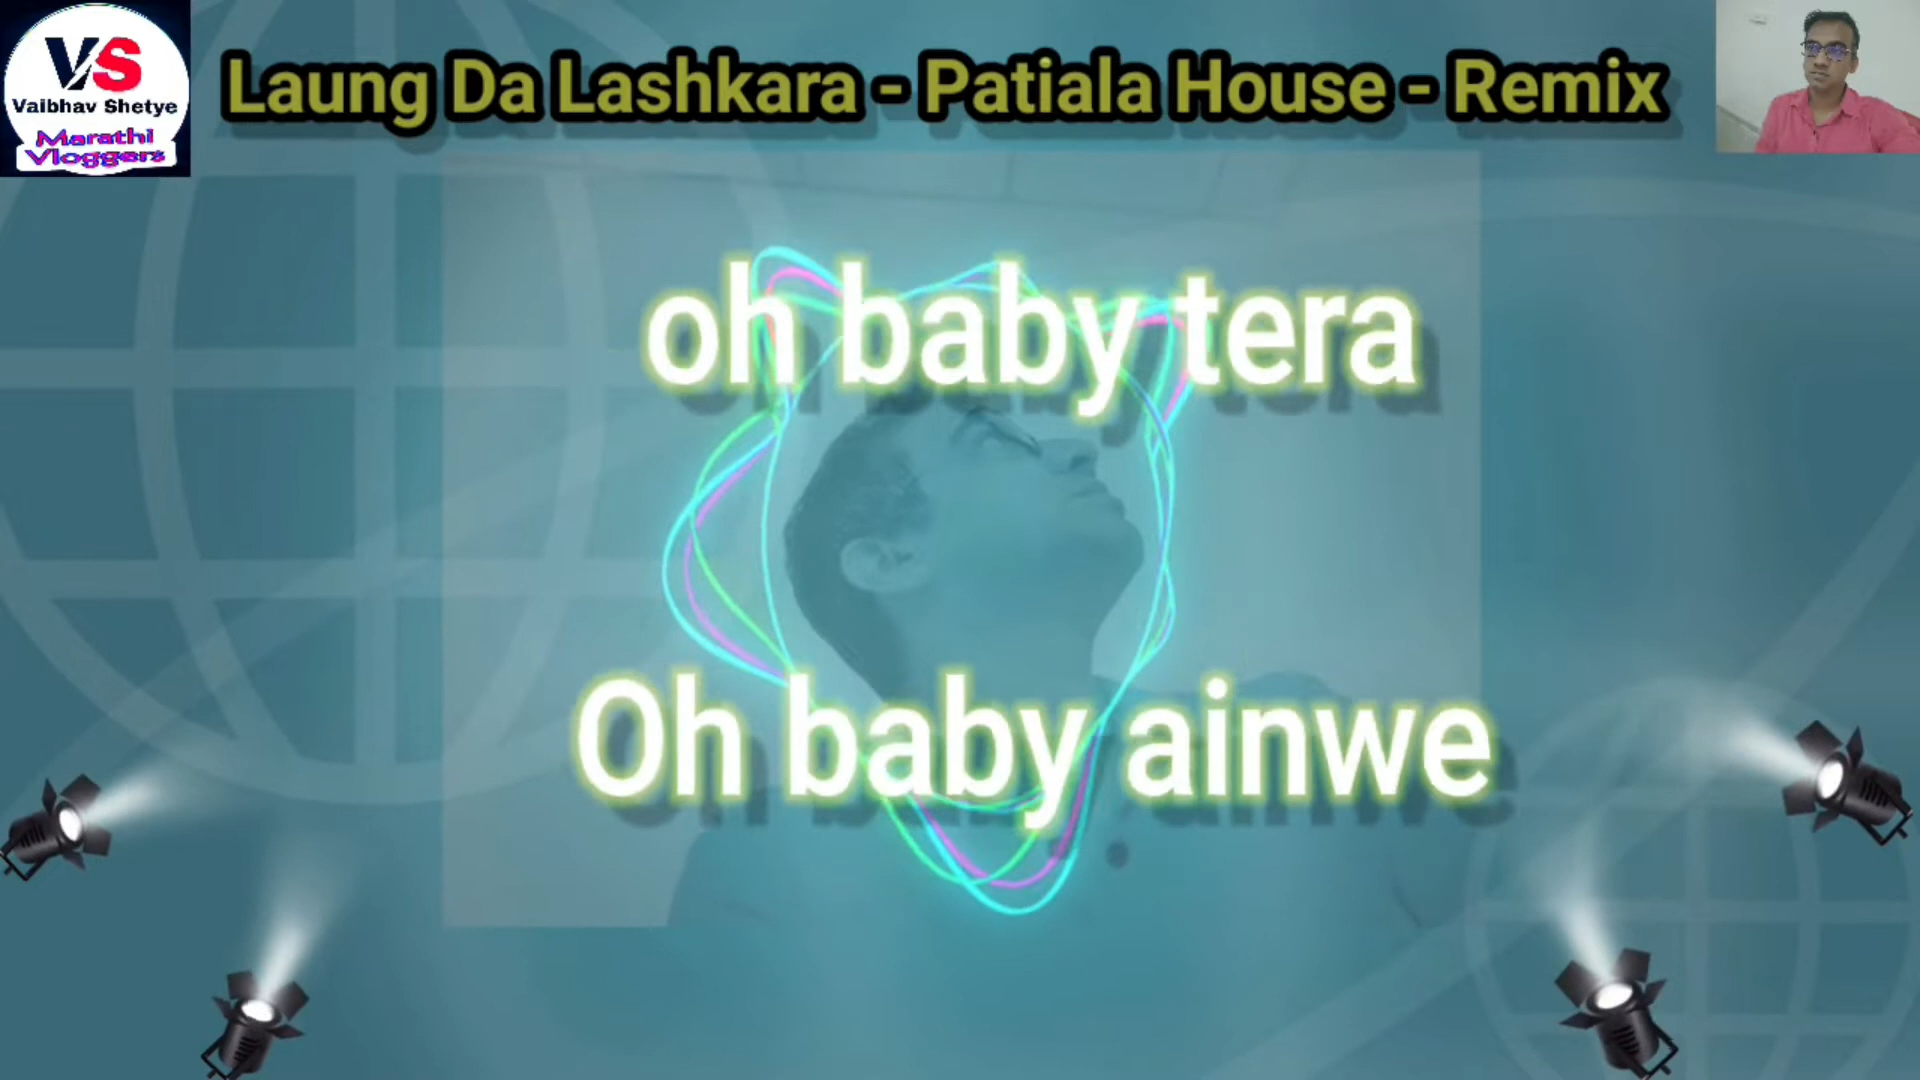 VS
Vaibhav Shetye
Marathi
Vloggers
Laung Da Lashkara - Patiala House - Remix
oh baby tera
Oh baby ainwe